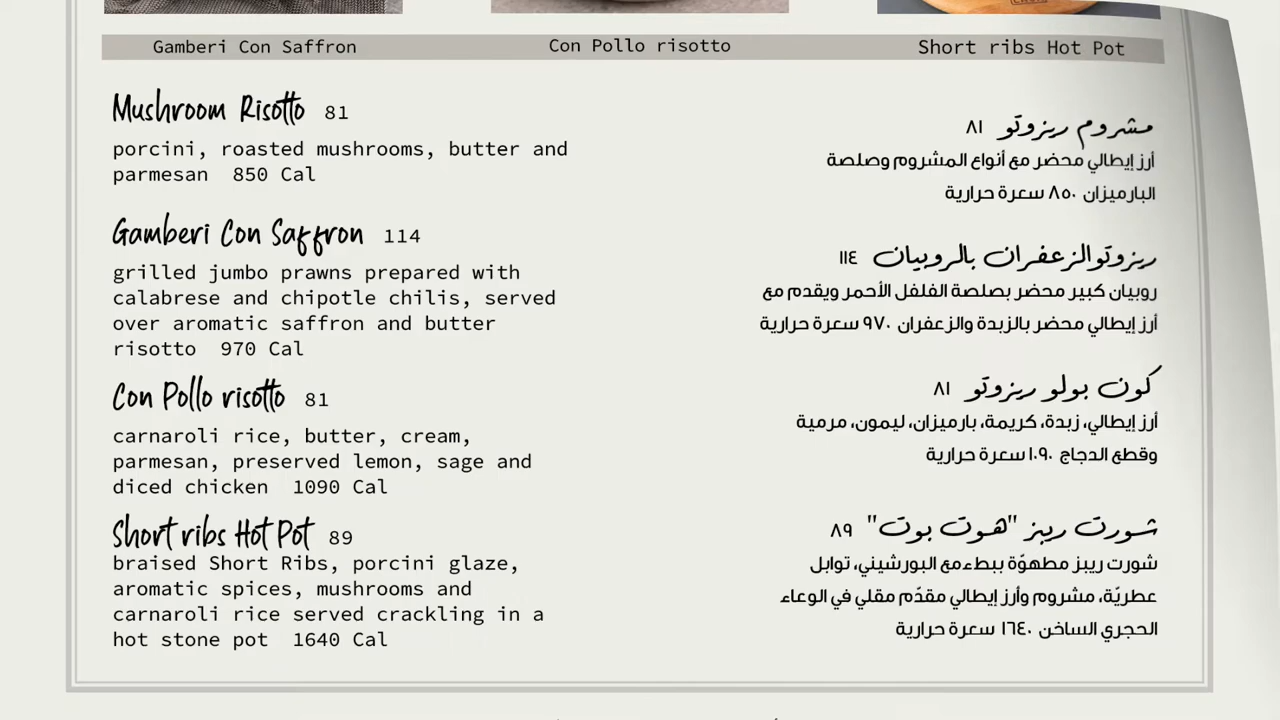 Gamberi Con Saffron
Con Pollo risotto
Short ribs Hot Pot
Mushroom Risotto 81
porcini, roasted mushrooms, butter and
parmesan 850 Cal
Gamberi Con Saffron 114
grilled jumbo prawns prepared with
calabrese and chipotle chilis, served
over aromatic saffron and butter
risotto 970 Cal
Con Pollo risotto 81
carnaroli rice, butter, cream,
parmesan, preserved lemon, sage and
diced chicken 1090 Cal
Short ribs Hot Pot 89
braised Short Ribs, porcini glaze,
aromatic spices, mushrooms and
carnaroli rice served crackling in a
hot stone pot 1640 Cal
مشروم ريزوتو ٨١
أرز إيطالي محضر مع أنواع المشروم وصلصة
البارميزان ٨٥٠ سعرة حرارية
ريزوتو الزعفران بالروبيان ١١٤
روبيان كبير محضر بصلصة الفلفل الأحمر ويقدم مع
أرز إيطالي محضر بالزبدة والزعفران ٩٧٠ سعرة حرارية
كون بولو ريزوتو ٨١
أرز إيطالي، زبدة، كريمة، بارميزان، ليمون، مرمية
وقطع الدجاج ١٠٩٠ سعرة حرارية
شورت ريبز "هوت بوت" ٨٩
شورت ريبز مطهوّة ببطء مع البورشيني، توابل
عطريّة، مشروم وأرز إيطالي مقدّم مقلي في الوعاء
الحجري الساخن ١٦٤٠ سعرة حرارية